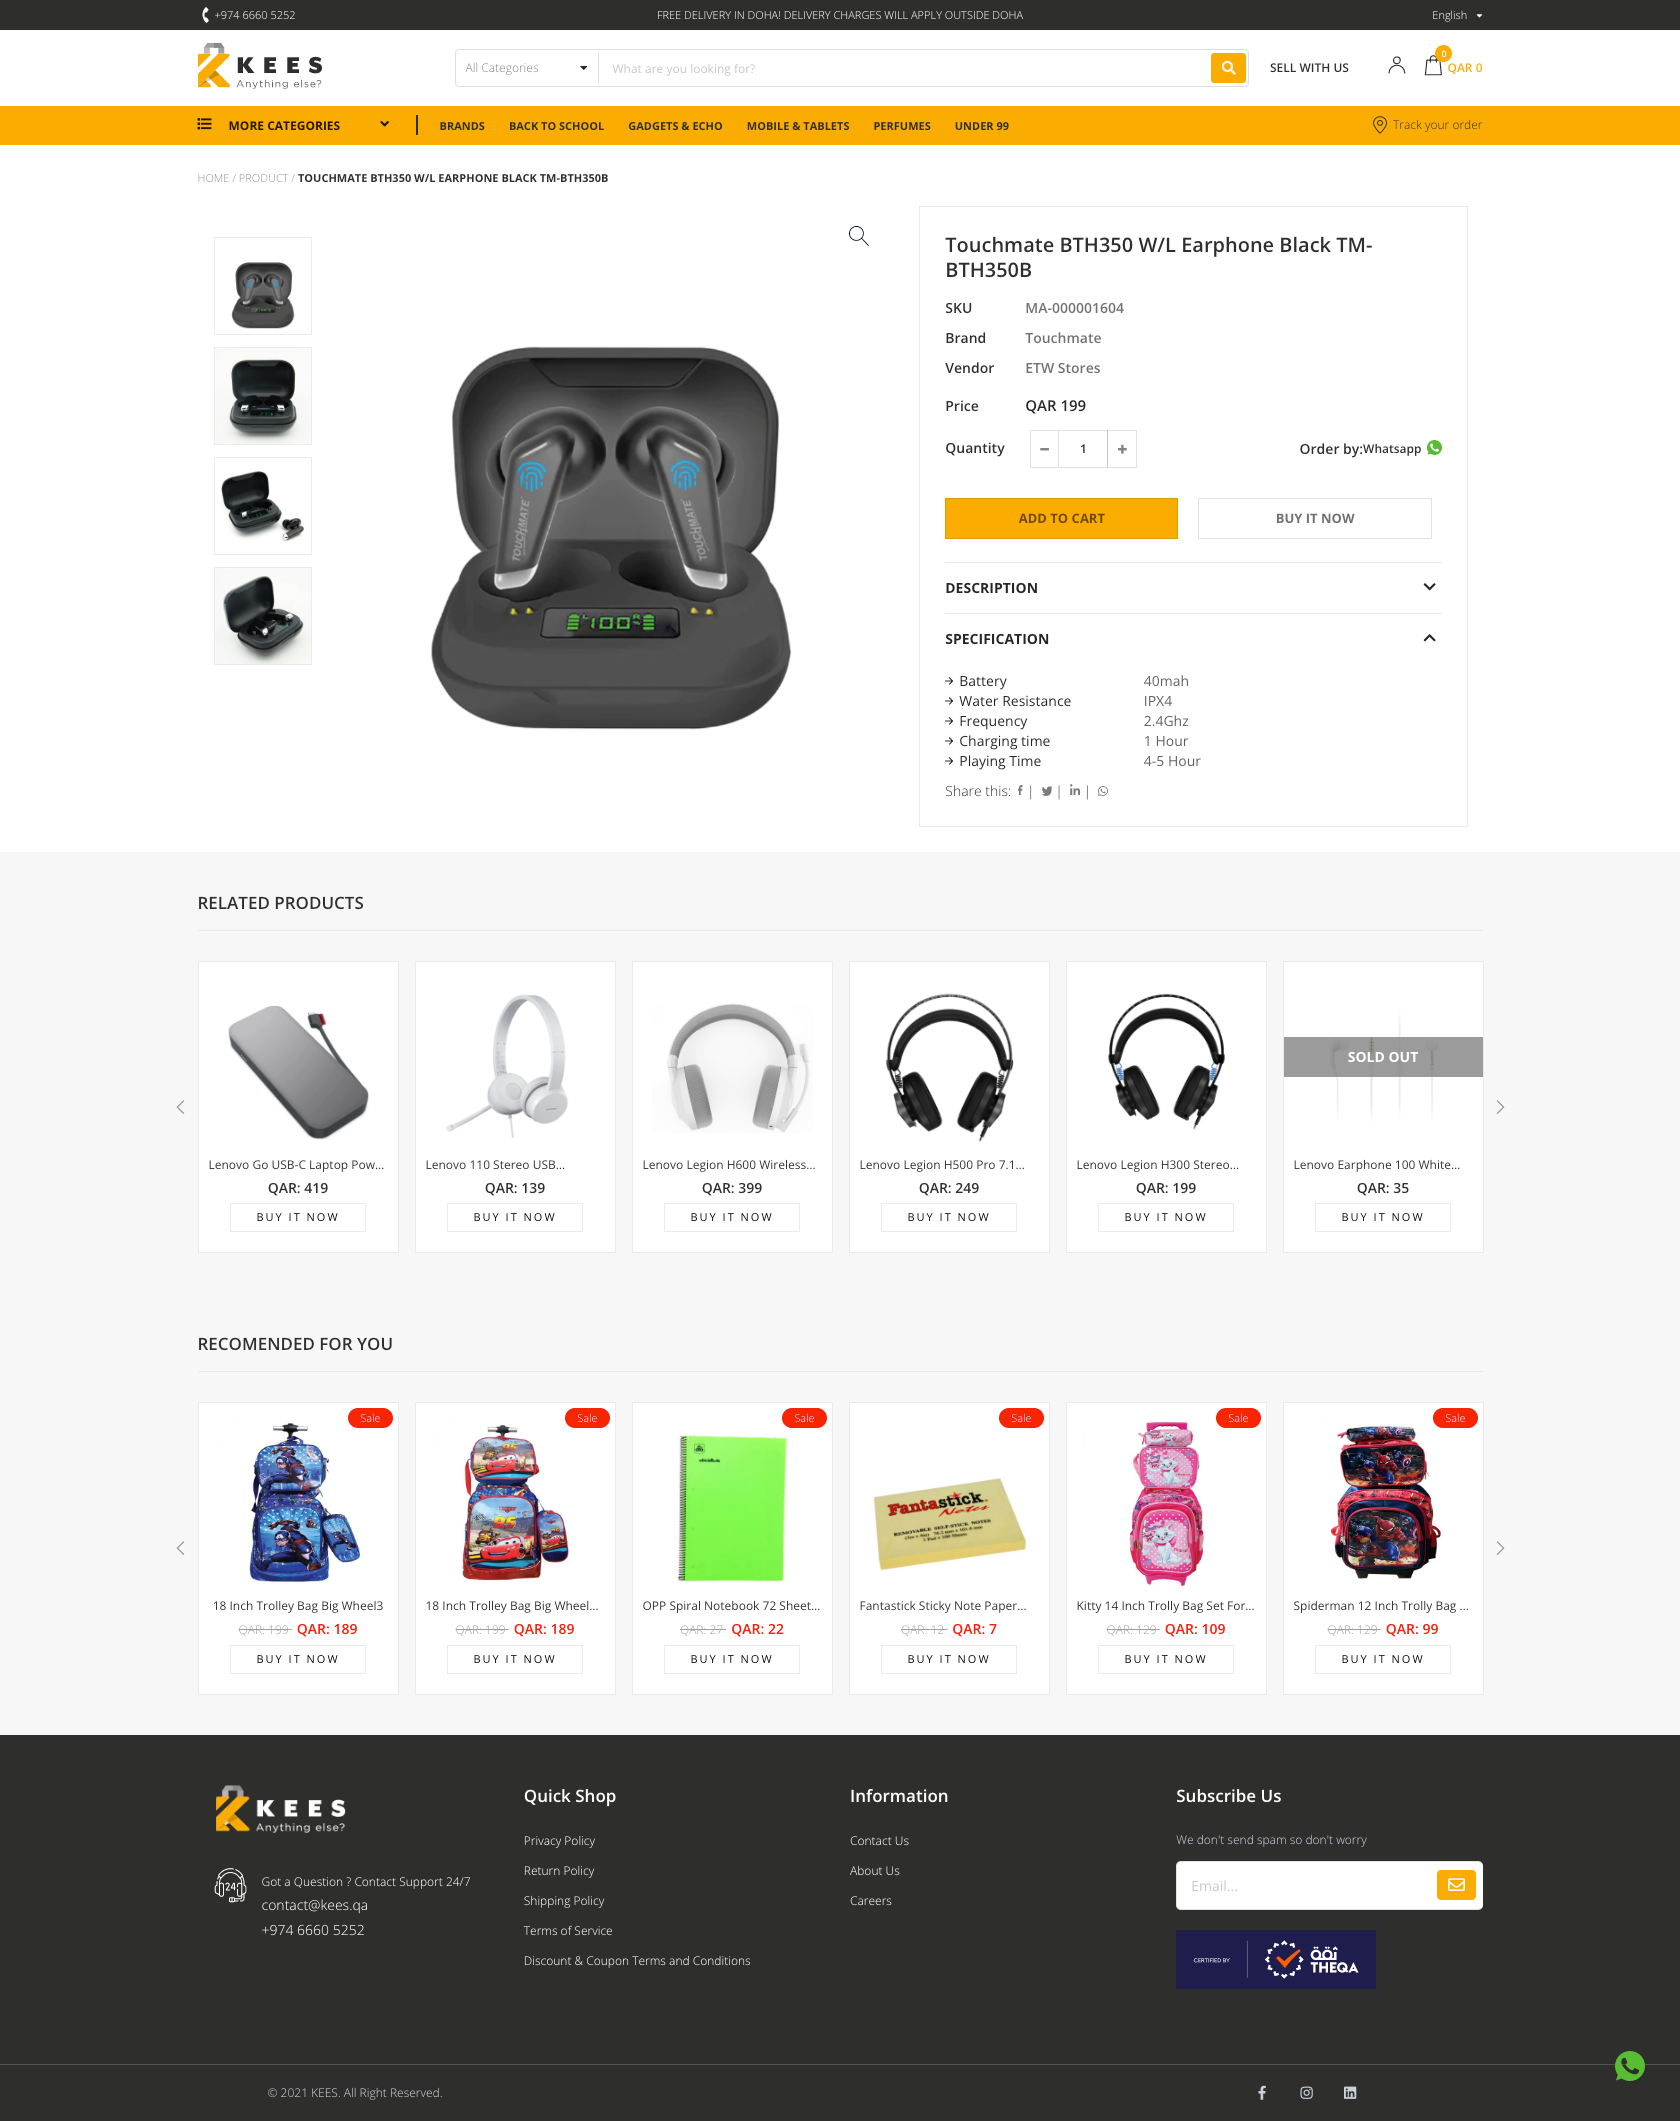 +974 6660 5252
FREE DELIVERY IN DOHA! DELIVERY CHARGES WILL APPLY OUTSIDE DOHA
English
KEES
Anything else?
All Categories
What are you looking for?
SELL WITH US
0
QAR 0
MORE CATEGORIES
BRANDS
BACK TO SCHOOL
GADGETS & ECHO
MOBILE & TABLETS
PERFUMES
UNDER 99
Track your order
HOME / PRODUCT / TOUCHMATE BTH350 W/L EARPHONE BLACK TM-BTH350B
TOUCHMATE
TOUCHMATE
100
Touchmate BTH350 W/L Earphone Black TM-
BTH350B
SKU MA-000001604
Brand Touchmate
Vendor ETW Stores
Price QAR 199
Quantity − 1 +
Order by:Whatsapp
ADD TO CART
BUY IT NOW
DESCRIPTION
SPECIFICATION
Battery 40mah
Water Resistance IPX4
Frequency 2.4Ghz
Charging time 1 Hour
Playing Time 4-5 Hour
Share this: | | |
RELATED PRODUCTS
SOLD OUT
Lenovo Go USB-C Laptop Pow...
QAR: 419
BUY IT NOW
Lenovo 110 Stereo USB...
QAR: 139
BUY IT NOW
Lenovo Legion H600 Wireless...
QAR: 399
BUY IT NOW
Lenovo Legion H500 Pro 7.1...
QAR: 249
BUY IT NOW
Lenovo Legion H300 Stereo...
QAR: 199
BUY IT NOW
Lenovo Earphone 100 White...
QAR: 35
BUY IT NOW
RECOMENDED FOR YOU
Sale
18 Inch Trolley Bag Big Wheel3
QAR: 199 QAR: 189
BUY IT NOW
Sale
95
95
18 Inch Trolley Bag Big Wheel...
QAR: 199 QAR: 189
BUY IT NOW
Sale
OPP Spiral Notebook 72 Sheet...
QAR: 27 QAR: 22
BUY IT NOW
Sale
Fantastick
Notes
REMOVABLE SELF-STICK NOTES
Fantastick Sticky Note Paper...
QAR: 12 QAR: 7
BUY IT NOW
Sale
Kitty 14 Inch Trolly Bag Set For...
QAR: 129 QAR: 109
BUY IT NOW
Sale
Spiderman 12 Inch Trolly Bag ...
QAR: 129 QAR: 99
BUY IT NOW
KEES
Anything else?
24
Got a Question ? Contact Support 24/7
contact@kees.qa
+974 6660 5252
Quick Shop
Privacy Policy
Return Policy
Shipping Policy
Terms of Service
Discount & Coupon Terms and Conditions
Information
Contact Us
About Us
Careers
Subscribe Us
We don't send spam so don't worry
Email...
CERTIFIED BY
ثقة
THEQA
© 2021 KEES. All Right Reserved.